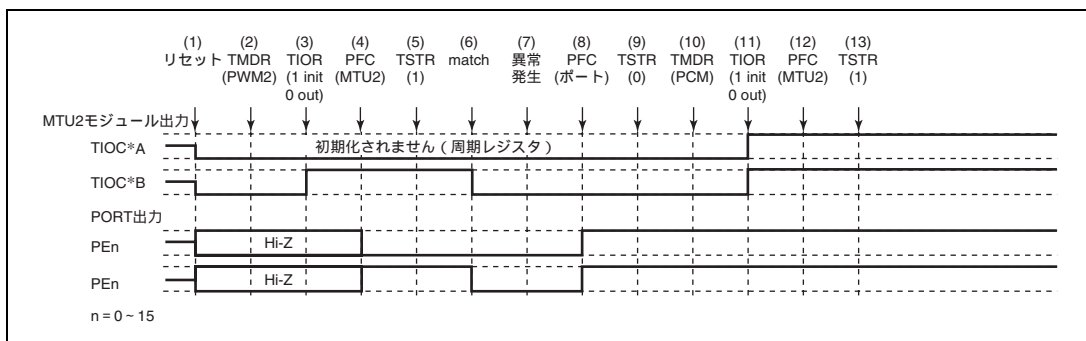 (1) (2) (3) (4) (5) (6) (7) (8) (9) (10) (11) (12) (13)
リセット TMDR TIOR PFC TSTR match 異常 PFC TSTR TMDR TIOR PFC TSTR
(PWM2) (1 init (MTU2) (1) 発生 (ポート) (0) (PCM) (1 init (MTU2) (1)
0 out) 0 out)
MTU2モジュール出力
TIOC*A 初期化されません（周期レジスタ）
TIOC*B
PORT出力
PEn Hi-Z
PEn Hi-Z
n = 0 ~ 15